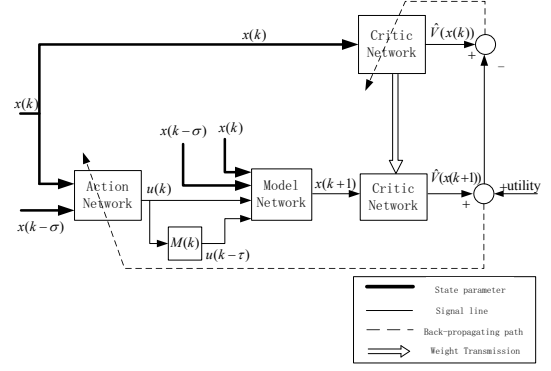 x(k)
Critic
Network
V̂(x(k))
+
−
x(k)
x(k−σ)
x(k)
Action
Network
u(k)
Model
Network
x(k+1)
Critic
Network
V̂(x(k+1))
+
+utility
x(k−σ)
M(k)
u(k−τ)
State parameter
Signal line
Back-propagating path
Weight Transmission